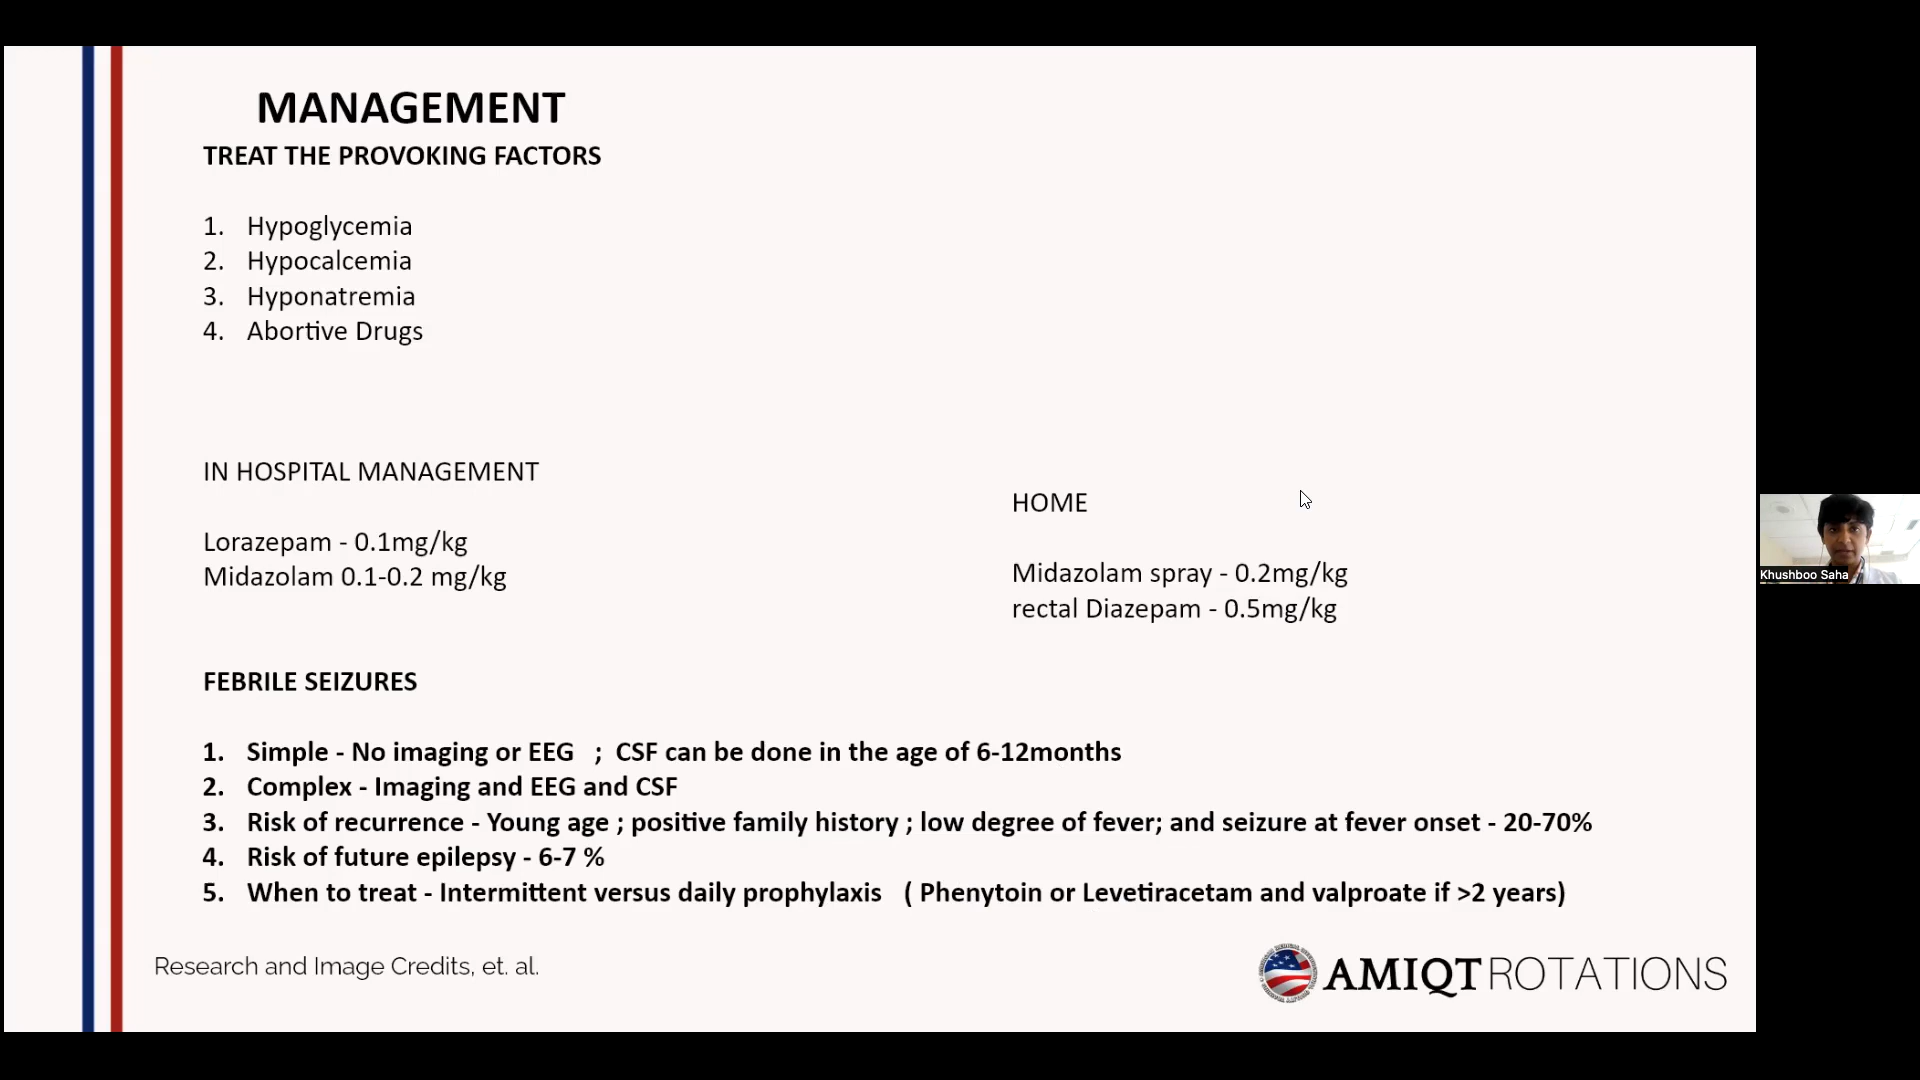 MANAGEMENT
TREAT THE PROVOKING FACTORS
1. Hypoglycemia
2. Hypocalcemia
3. Hyponatremia
4. Abortive Drugs
IN HOSPITAL MANAGEMENT
Lorazepam - 0.1mg/kg
Midazolam 0.1-0.2 mg/kg
HOME
Midazolam spray - 0.2mg/kg
rectal Diazepam - 0.5mg/kg
FEBRILE SEIZURES
1. Simple - No imaging or EEG ; CSF can be done in the age of 6-12months
2. Complex - Imaging and EEG and CSF
3. Risk of recurrence - Young age ; positive family history ; low degree of fever; and seizure at fever onset - 20-70%
4. Risk of future epilepsy - 6-7 %
5. When to treat - Intermittent versus daily prophylaxis ( Phenytoin or Levetiracetam and valproate if >2 years)
Research and Image Credits, et. al.
AMIQT ROTATIONS
Khushboo Saha